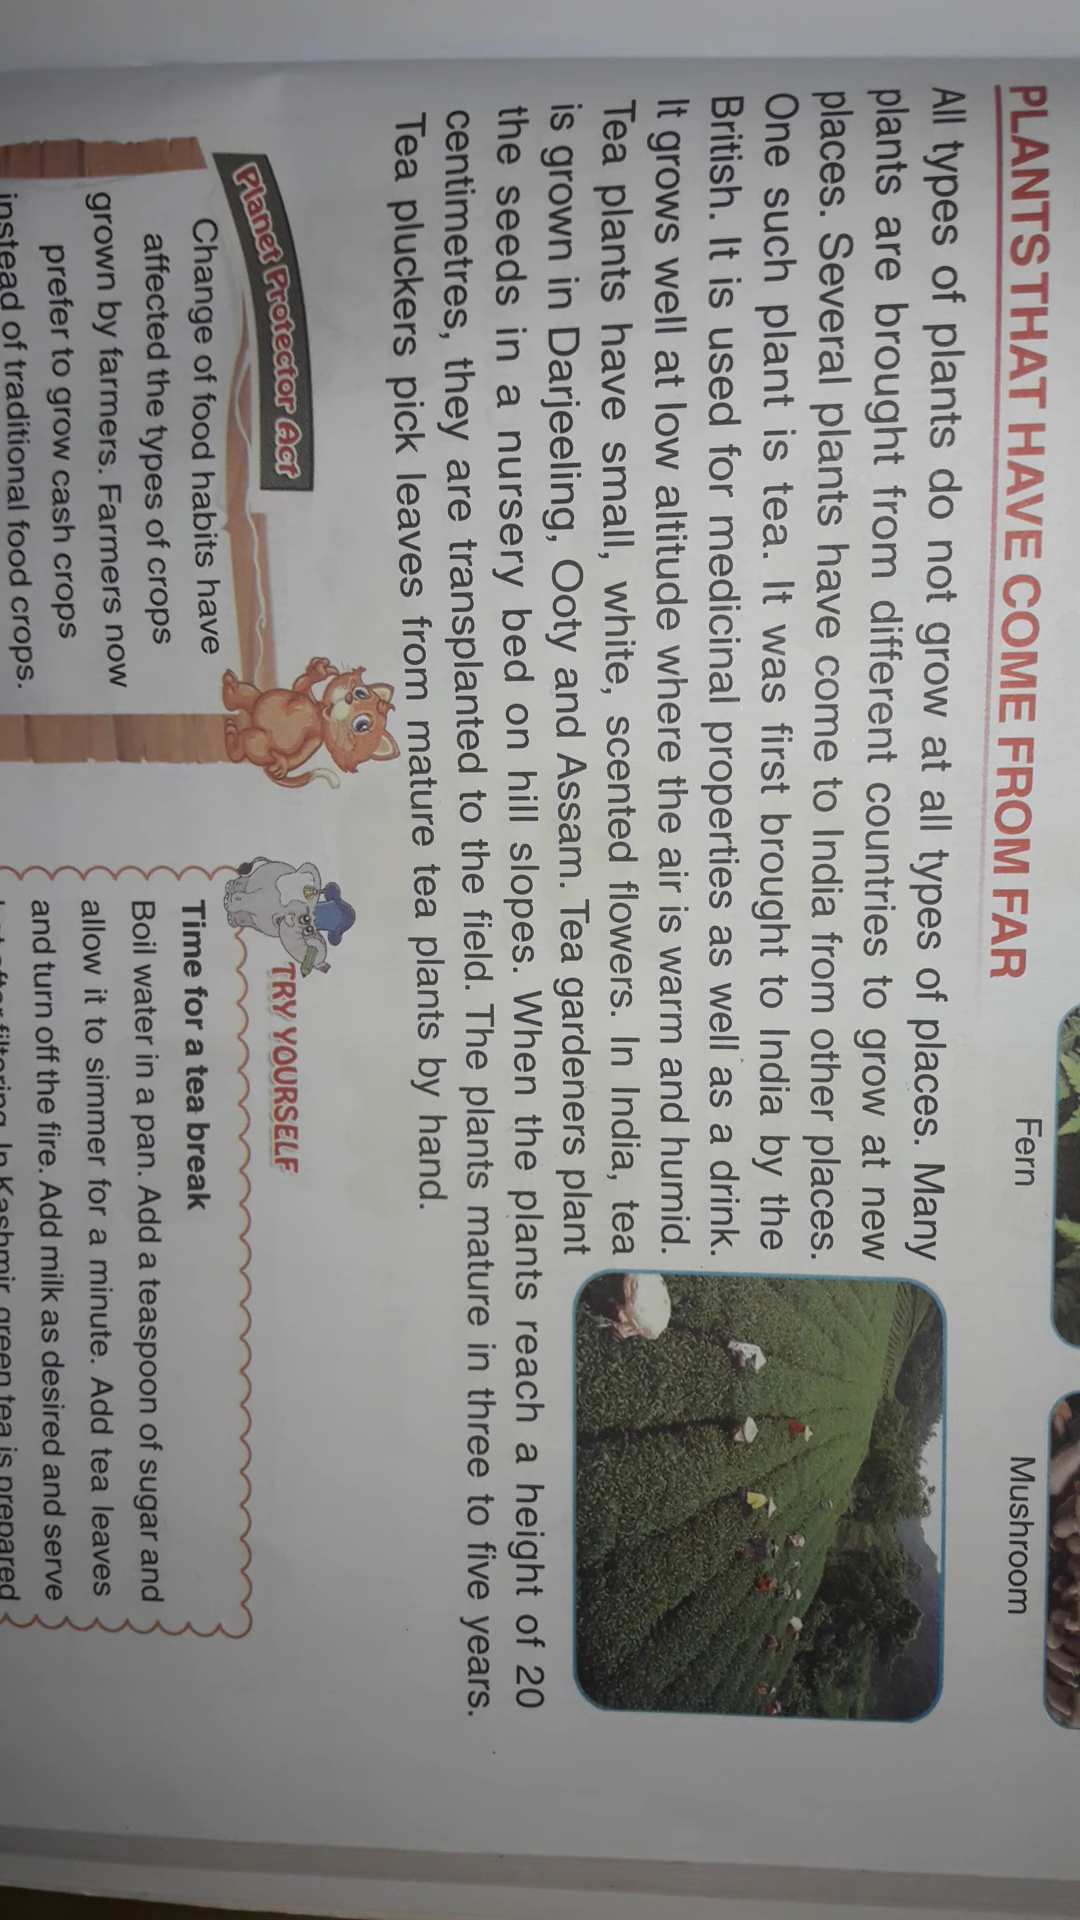 Fern
Mushroom
PLANTS THAT HAVE COME FROM FAR
All types of plants do not grow at all types of places. Many
plants are brought from different countries to grow at new
places. Several plants have come to India from other places.
One such plant is tea. It was first brought to India by the
British. It is used for medicinal properties as well as a drink.
It grows well at low altitude where the air is warm and humid.
Tea plants have small, white, scented flowers. In India, tea
is grown in Darjeeling, Ooty and Assam. Tea gardeners plant
the seeds in a nursery bed on hill slopes. When the plants reach a height of 20
centimetres, they are transplanted to the field. The plants mature in three to five years.
Tea pluckers pick leaves from mature tea plants by hand.
Planet Protector Act
Change of food habits have
affected the types of crops
grown by farmers. Farmers now
prefer to grow cash crops
instead of traditional food crops.
TRY YOURSELF
Time for a tea break
Boil water in a pan. Add a teaspoon of sugar and
allow it to simmer for a minute. Add tea leaves
and turn off the fire. Add milk as desired and serve
after filtering. In Kashmir, green tea is prepared